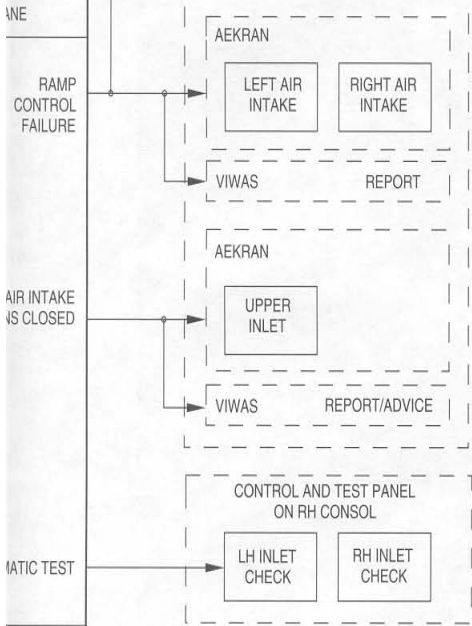 ANE
AEKRAN
LEFT AIR
INTAKE
RIGHT AIR
INTAKE
RAMP
CONTROL
FAILURE
VIWAS REPORT
AEKRAN
UPPER
INLET
AIR INTAKE
NS CLOSED
VIWAS REPORT/ADVICE
CONTROL AND TEST PANEL
ON RH CONSOL
LH INLET
CHECK
RH INLET
CHECK
MATIC TEST